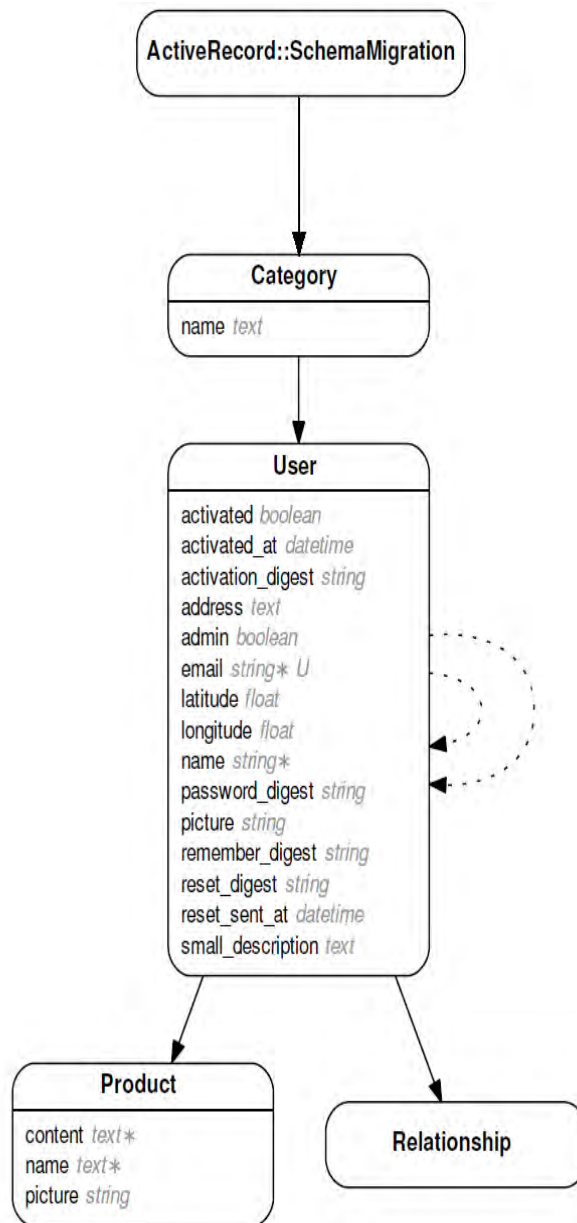 ActiveRecord::SchemaMigration
Category
name text
User
activated boolean
activated_at datetime
activation_digest string
address text
admin boolean
email string* U
latitude float
longitude float
name string*
password_digest string
picture string
remember_digest string
reset_digest string
reset_sent_at datetime
small_description text
Product
content text*
name text*
picture string
Relationship